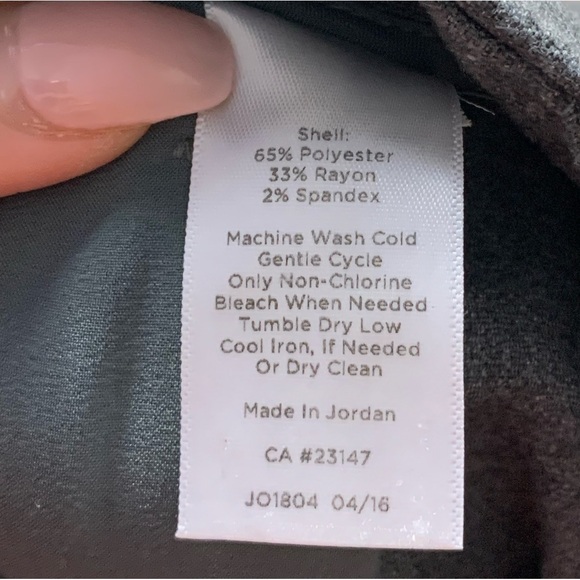 Shell:
65% Polyester
33% Rayon
2% Spandex
Machine Wash Cold
Gentle Cycle
Only Non-Chlorine
Bleach When Needed
Tumble Dry Low
Cool Iron, If Needed
Or Dry Clean
Made In Jordan
CA #23147
JO1804 04/16